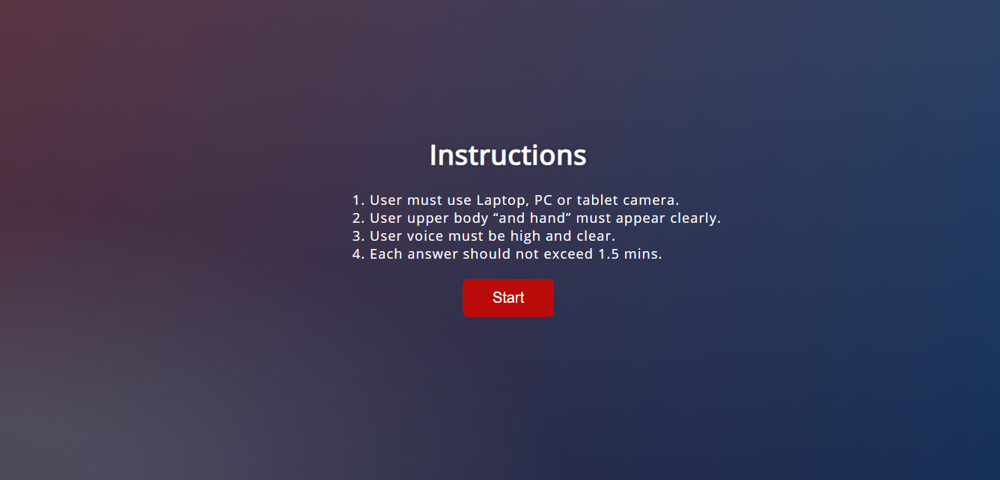 Instructions
1. User must use Laptop, PC or tablet camera.
2. User upper body “and hand” must appear clearly.
3. User voice must be high and clear.
4. Each answer should not exceed 1.5 mins.
Start